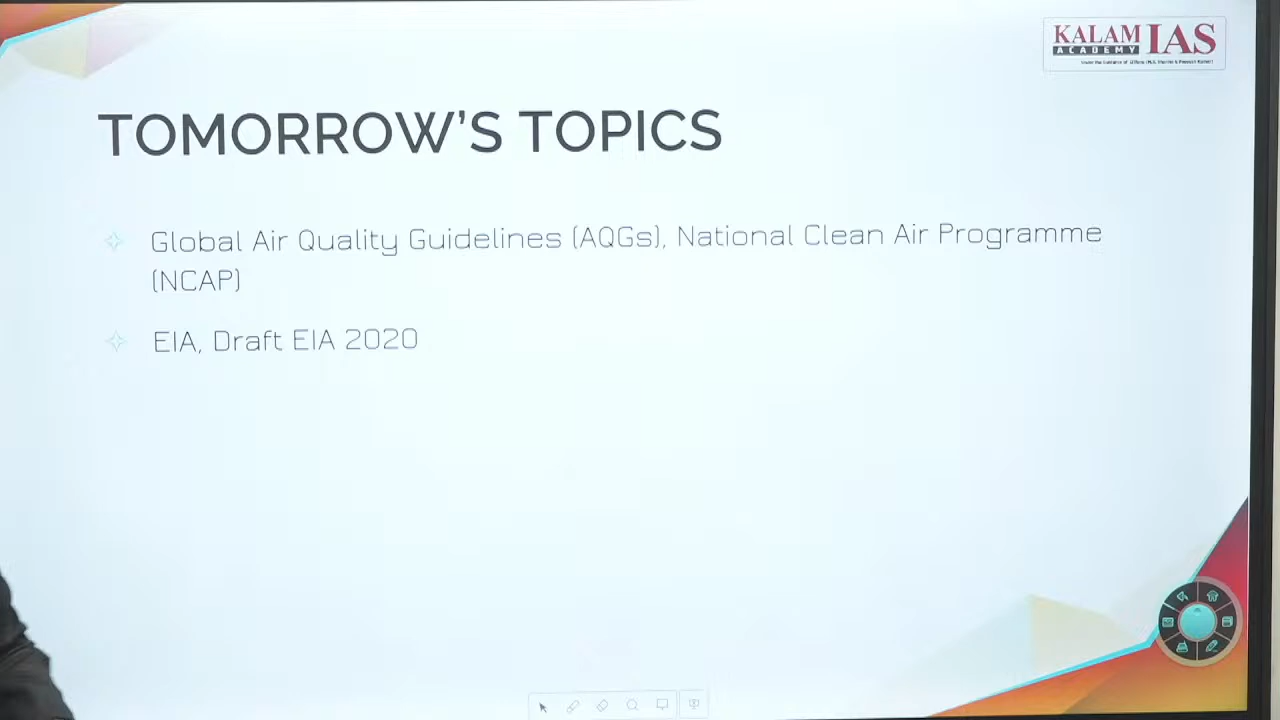 KALAM IAS
ACADEMY
TOMORROW'S TOPICS
Global Air Quality Guidelines (AQGs), National Clean Air Programme
(NCAP)
EIA, Draft EIA 2020